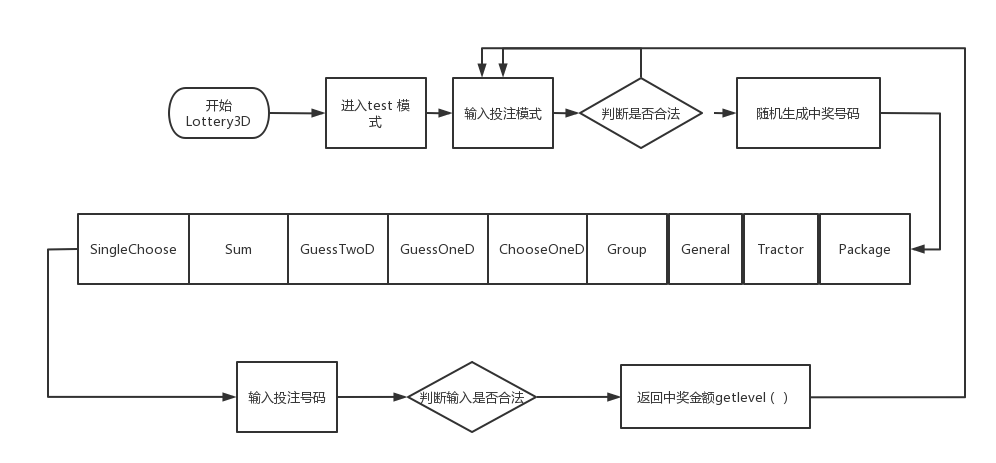 开始
Lottery3D
进入test 模
式
输入投注模式
判断是否合法
随机生成中奖号码
SingleChoose
Sum
GuessTwoD
GuessOneD
ChooseOneD
Group
General
Tractor
Package
输入投注号码
判断输入是否合法
返回中奖金额getlevel（ ）